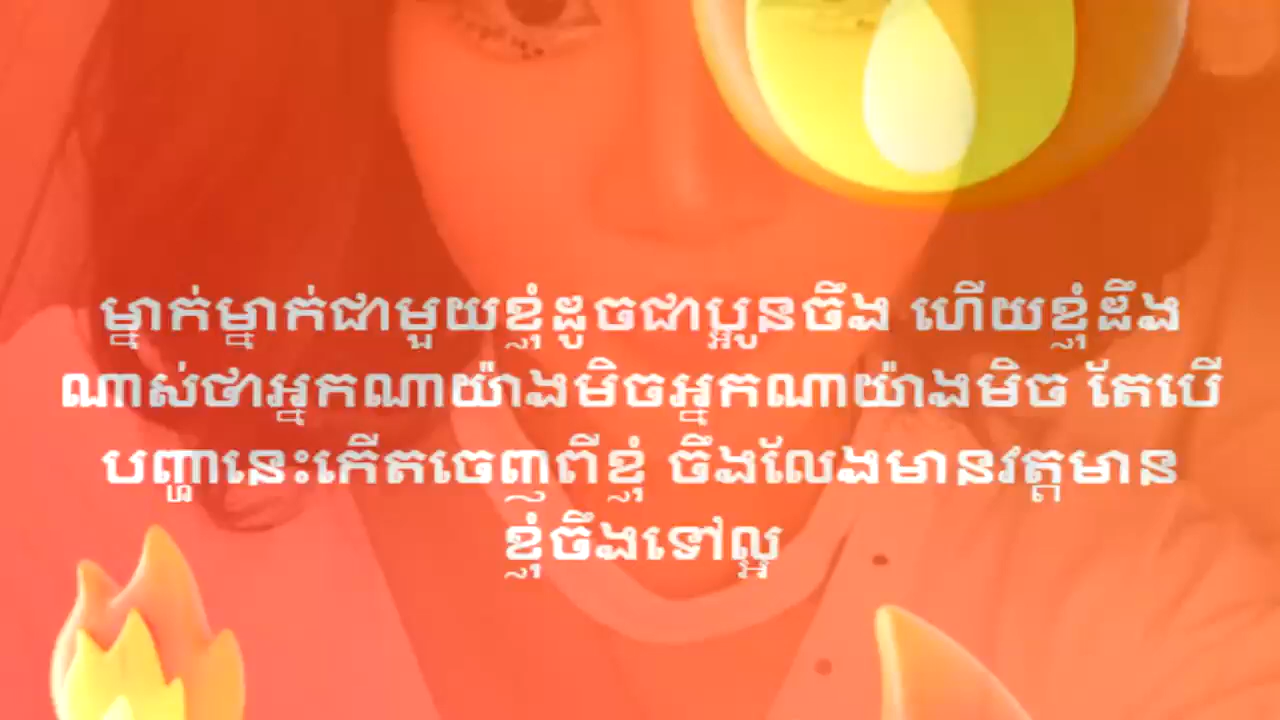 ម្នាក់ម្នាក់ជាមួយខ្ញុំដូចជាប្អូនចឹង ហើយខ្ញុំដឹង
ណាស់ថាអ្នកណាយ៉ាងមិចអ្នកណាយ៉ាងមិច តែបើ
បញ្ហានេះកើតចេញពីខ្ញុំ ចឹងលែងមានវត្តមាន
ខ្ញុំចឹងទៅល្អ